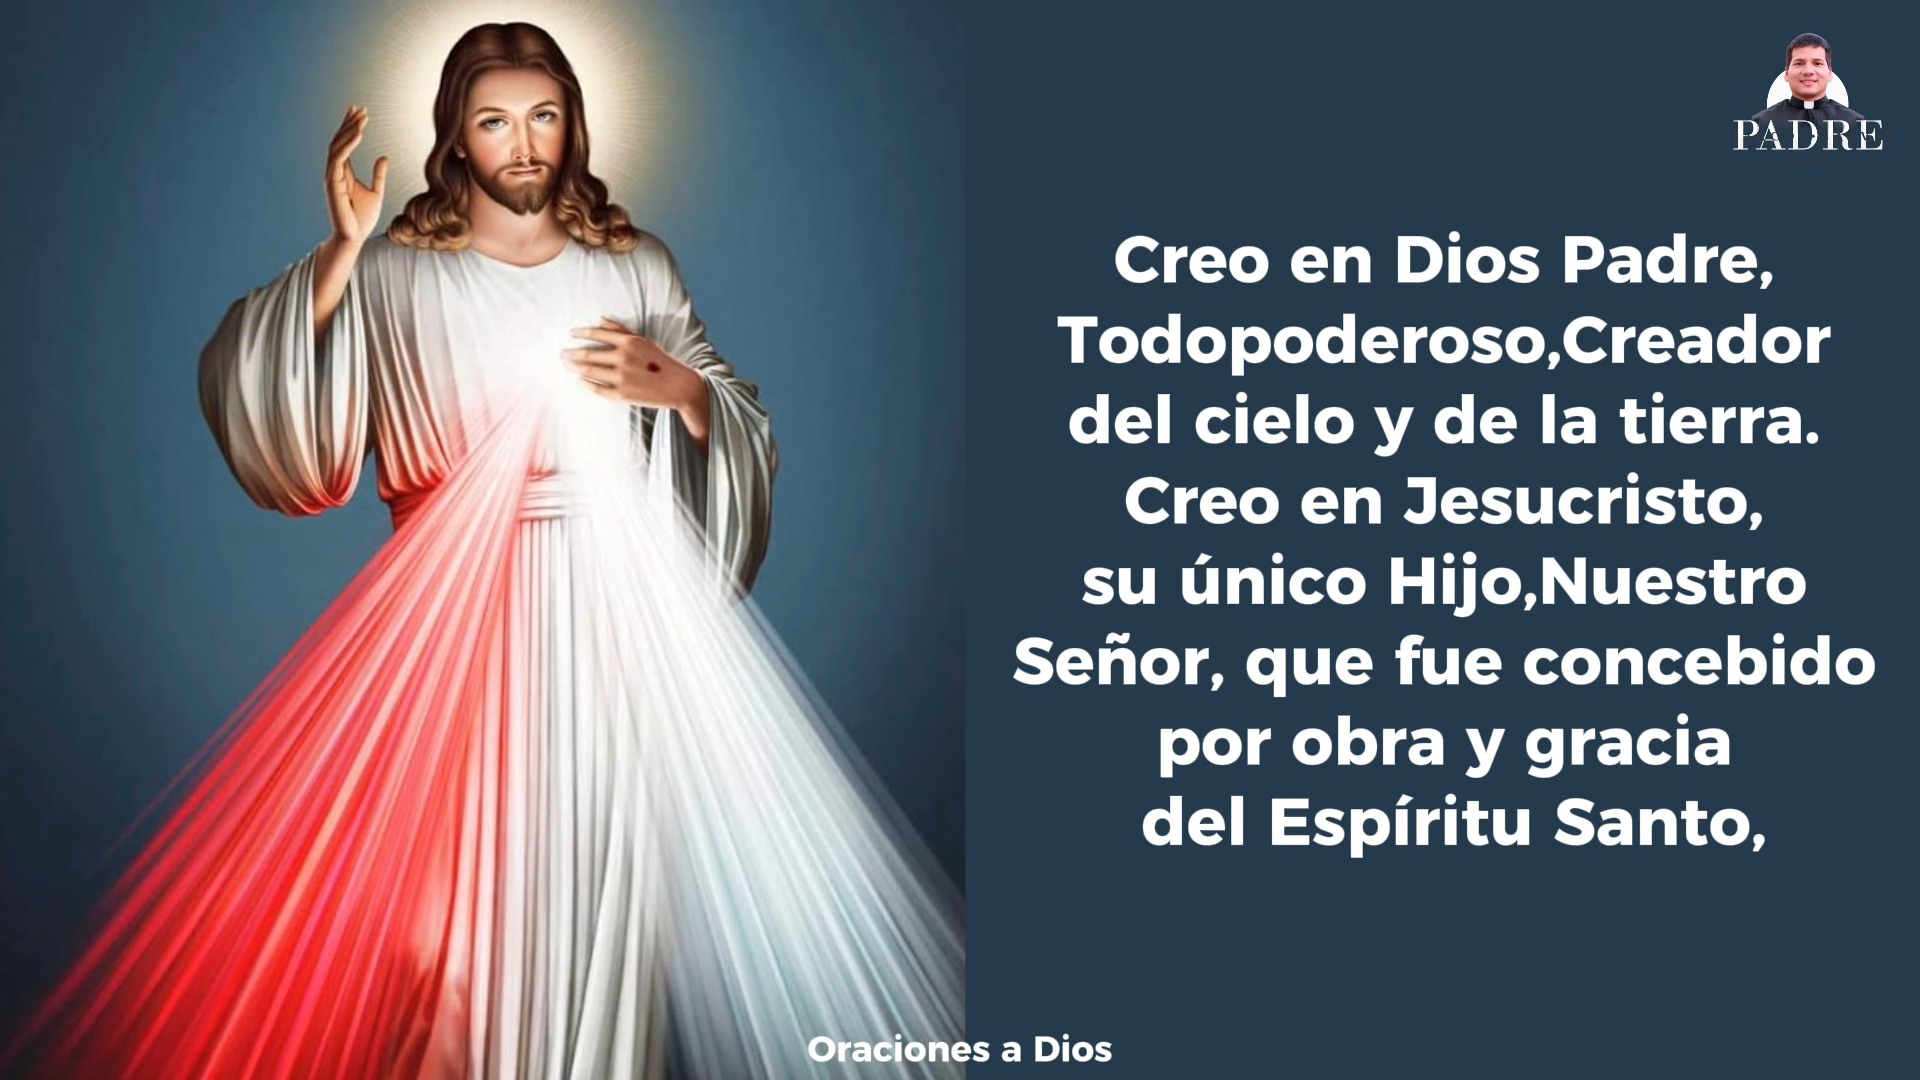 PADRE
Creo en Dios Padre,
Todopoderoso,Creador
del cielo y de la tierra.
Creo en Jesucristo,
su único Hijo,Nuestro
Señor, que fue concebido
por obra y gracia
del Espíritu Santo,
Oraciones a Dios